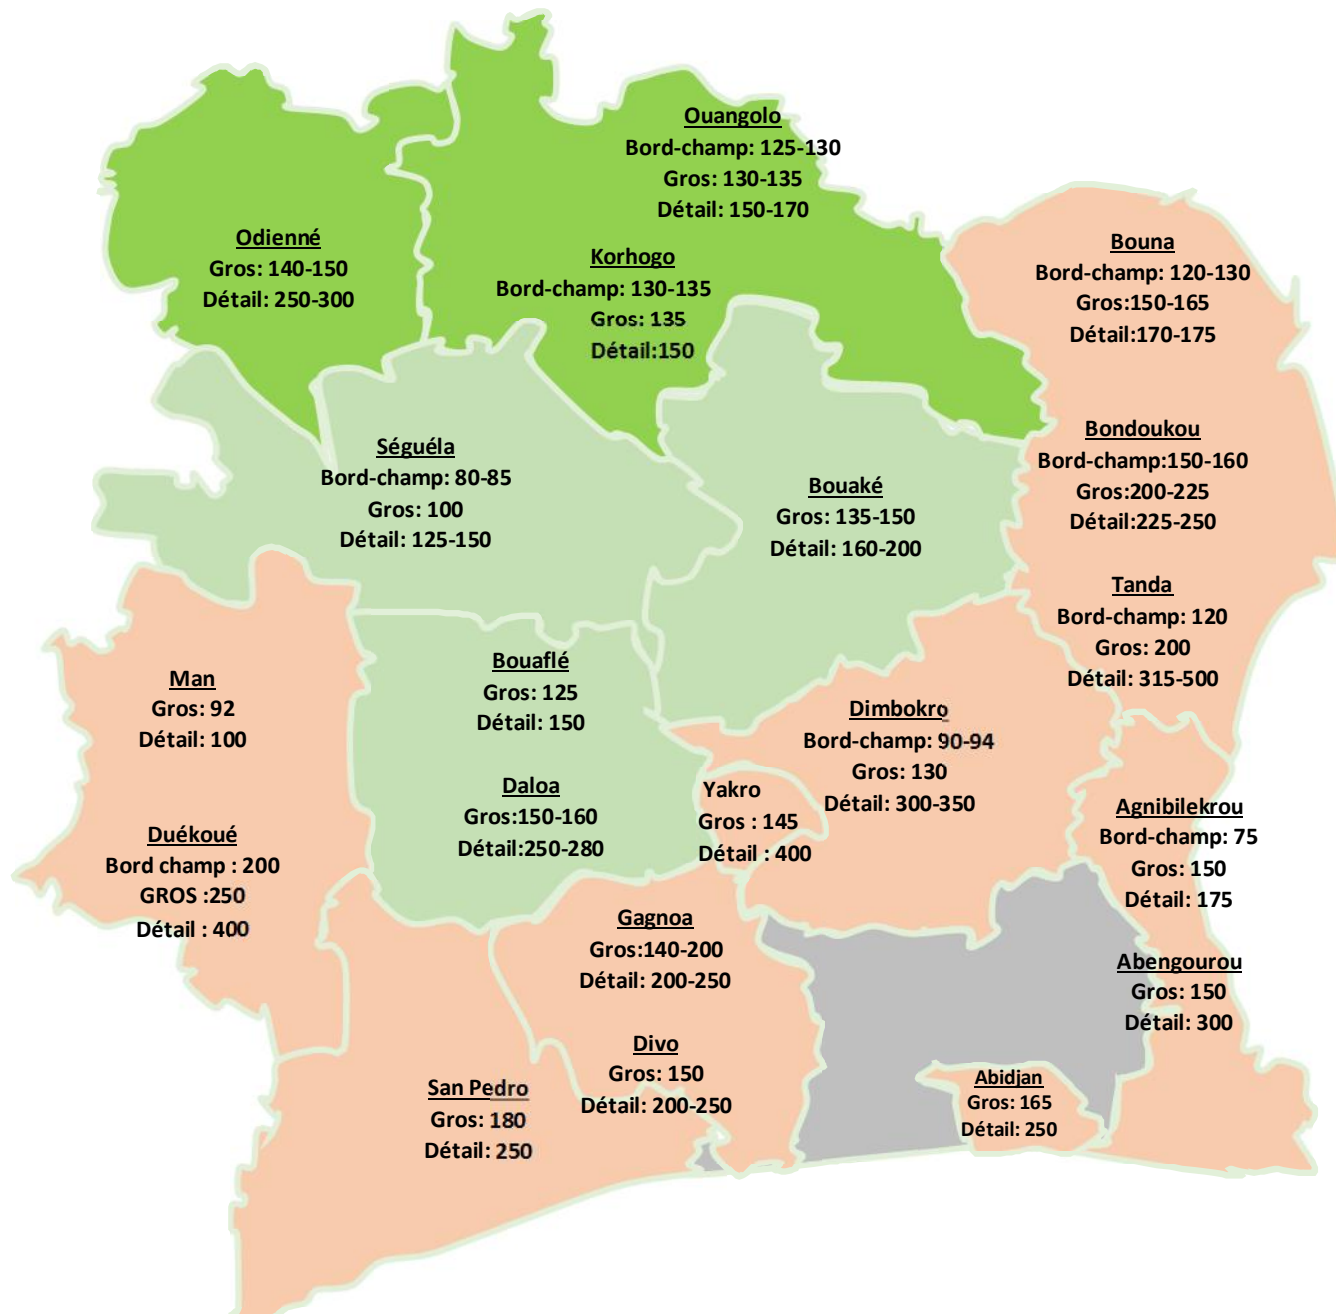 Ouangolo
Bord-champ: 125-130
Gros: 130-135
Détail: 150-170
Odienné
Gros: 140-150
Détail: 250-300
Korhogo
Bord-champ: 130-135
Gros: 135
Détail:150
Bouna
Bord-champ: 120-130
Gros:150-165
Détail:170-175
Séguéla
Bord-champ: 80-85
Gros: 100
Détail: 125-150
Bouaké
Gros: 135-150
Détail: 160-200
Bondoukou
Bord-champ:150-160
Gros:200-225
Détail:225-250
Tanda
Bord-champ: 120
Gros: 200
Détail: 315-500
Man
Gros: 92
Détail: 100
Bouaflé
Gros: 125
Détail: 150
Dimbokro
Bord-champ: 90-94
Gros: 130
Détail: 300-350
Daloa
Gros:150-160
Détail:250-280
Yakro
Gros : 145
Détail : 400
Agnibilekrou
Bord-champ: 75
Gros: 150
Détail: 175
Duékoué
Bord champ : 200
GROS :250
Détail : 400
Gagnoa
Gros:140-200
Détail: 200-250
Abengourou
Gros: 150
Détail: 300
Divo
Gros: 150
Détail: 200-250
San Pedro
Gros: 180
Détail: 250
Abidjan
Gros: 165
Détail: 250